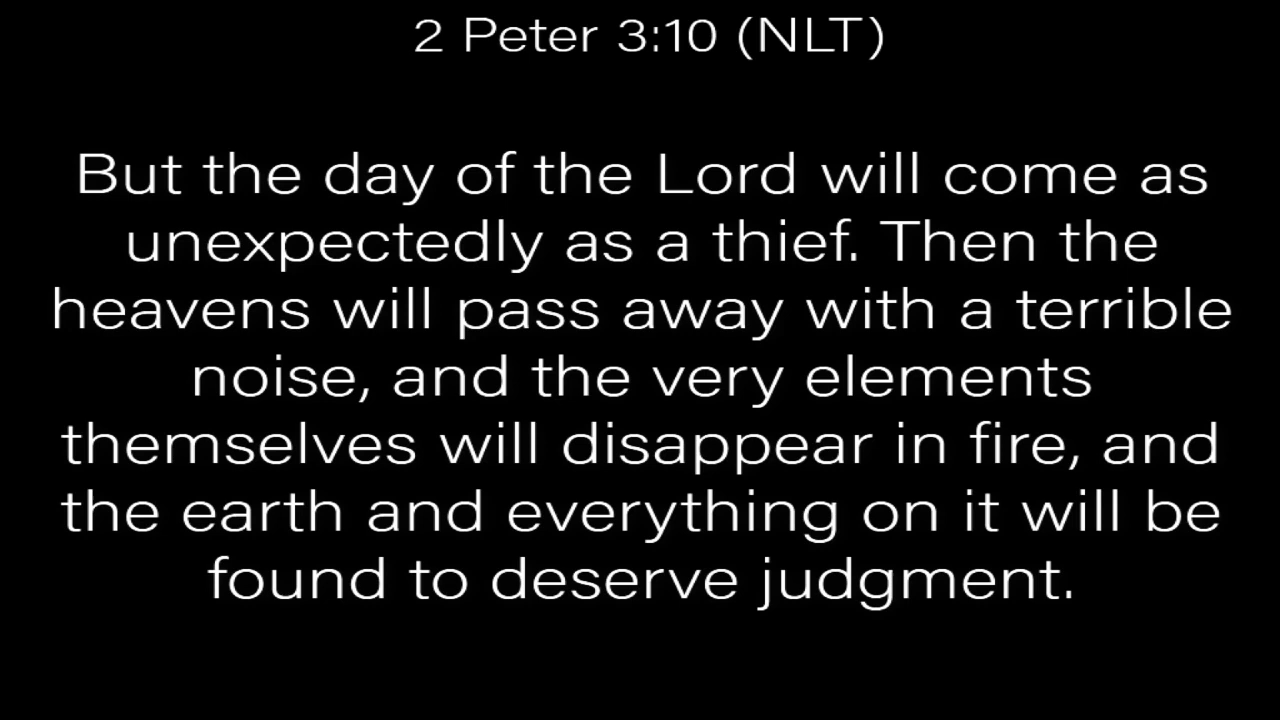 2 Peter 3:10 (NLT)
But the day of the Lord will come as
unexpectedly as a thief. Then the
heavens will pass away with a terrible
noise, and the very elements
themselves will disappear in fire, and
the earth and everything on it will be
found to deserve judgment.